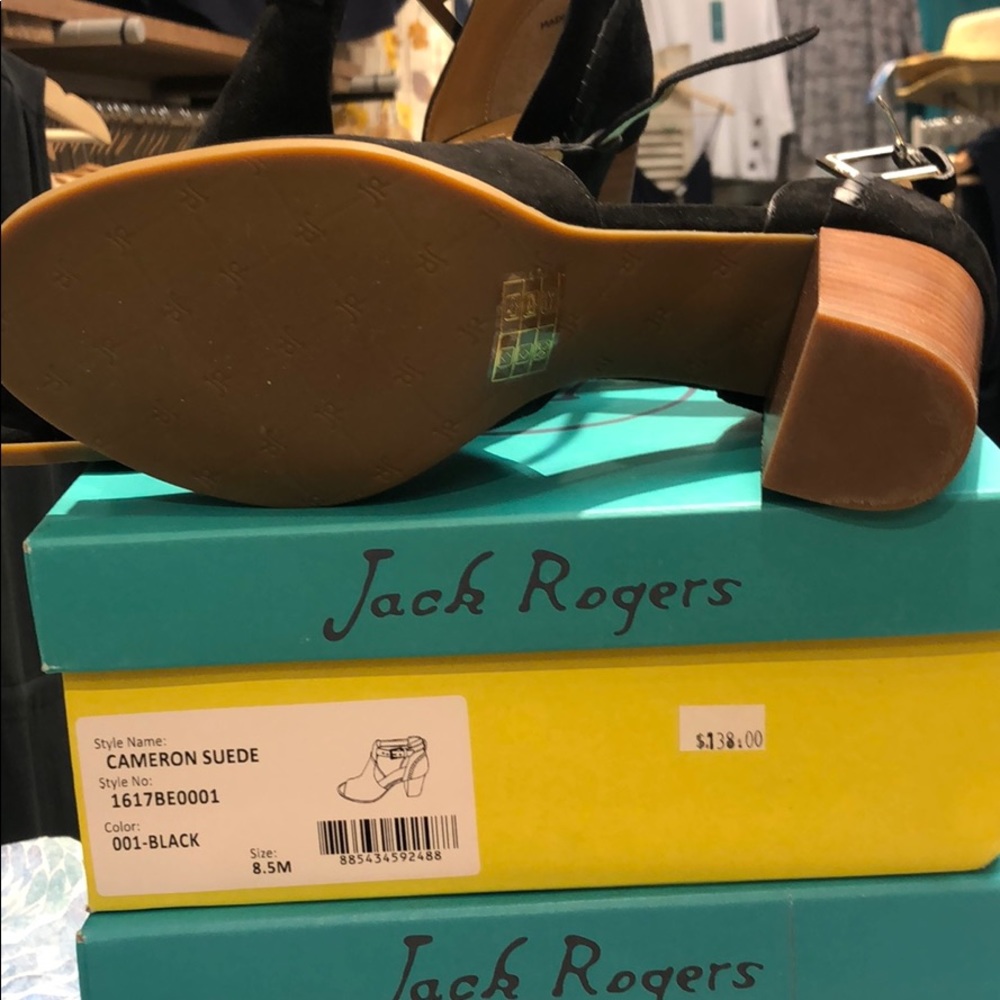 MADE
Jack Rogers
$138.00
Style Name:
CAMERON SUEDE
Style No:
1617BE0001
Color:
001-BLACK
Size:
8.5M
885434592488
Jack Rogers